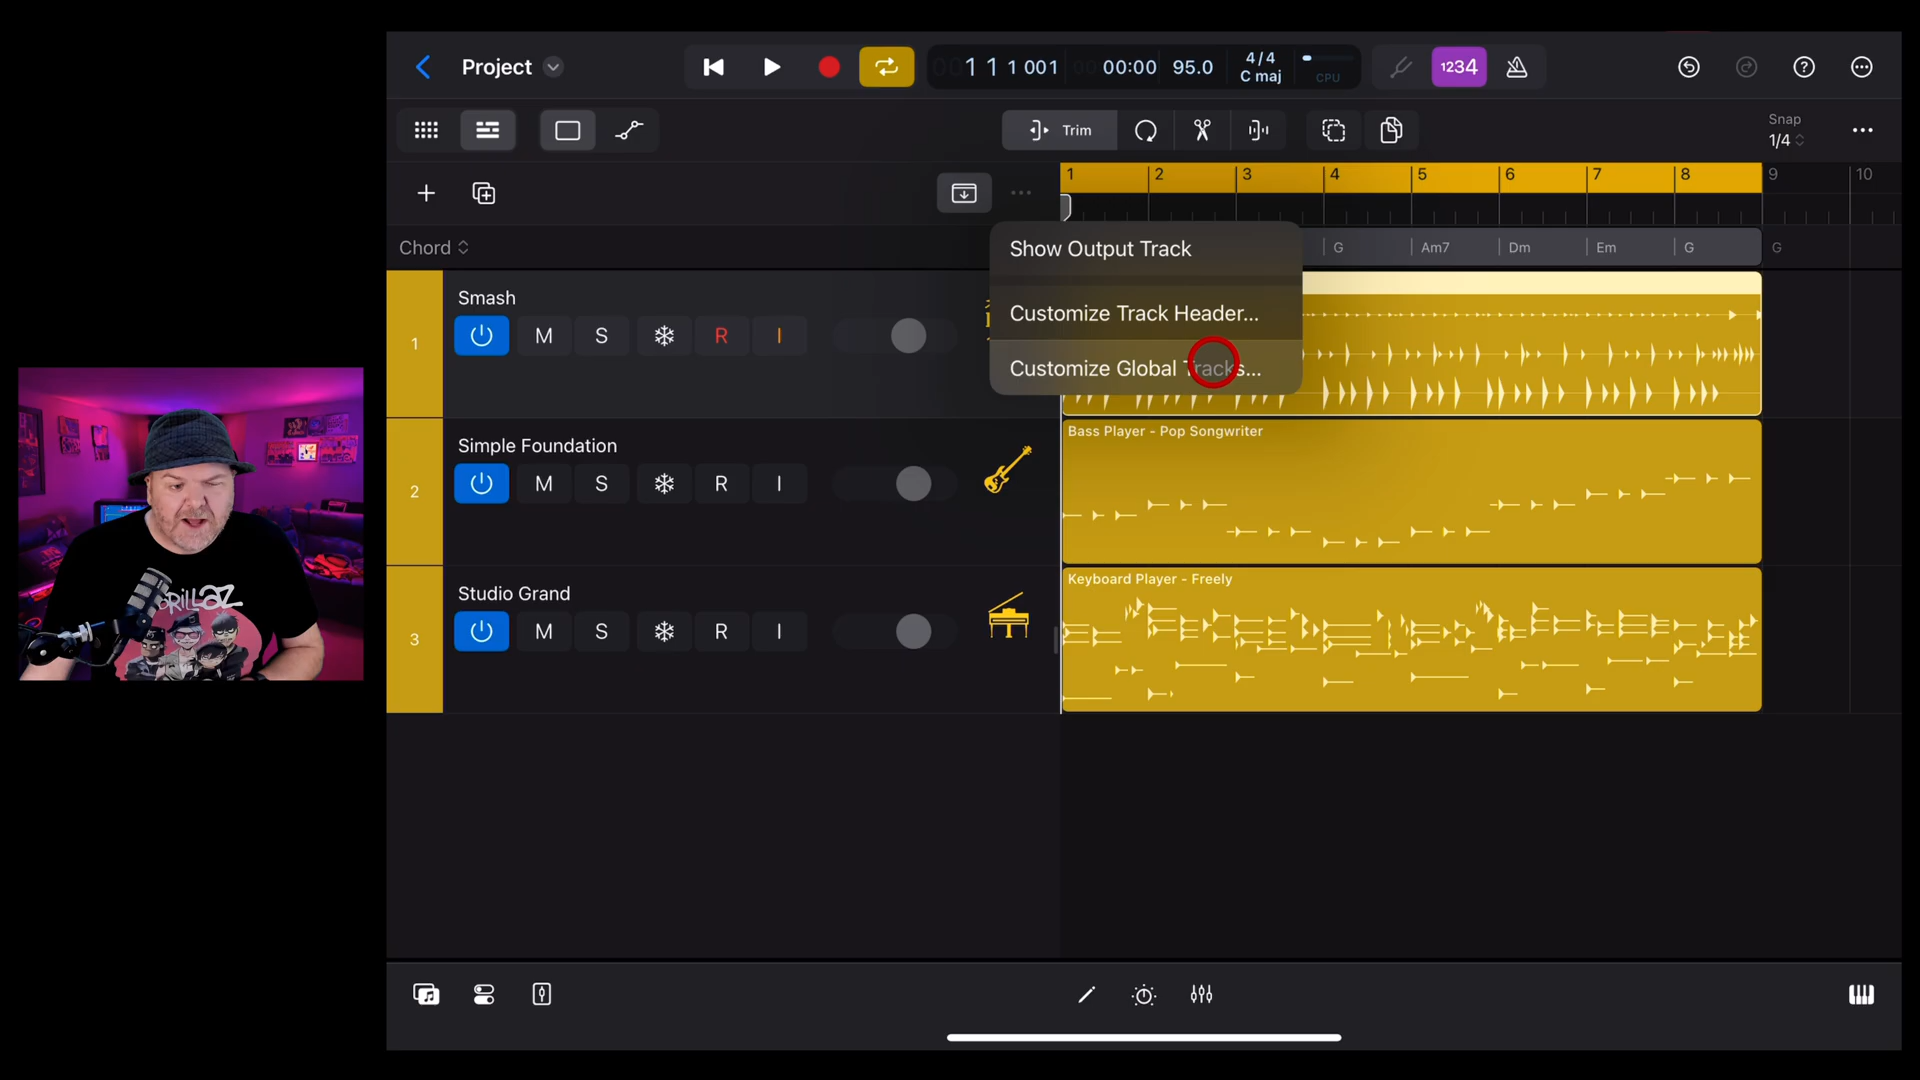 Project
1 1 1 001
00:00
95.0
4/4
C maj
CPU
1234
Trim
Snap
1/4
1 2 3 4 5 6 7 8 9 10
Chord
G Am7 Dm Em G G
Show Output Track
Customize Track Header...
Customize Global Tracks...
1
Smash
M S R I
2
Simple Foundation
M S R I
Bass Player - Pop Songwriter
3
Studio Grand
M S R I
Keyboard Player - Freely